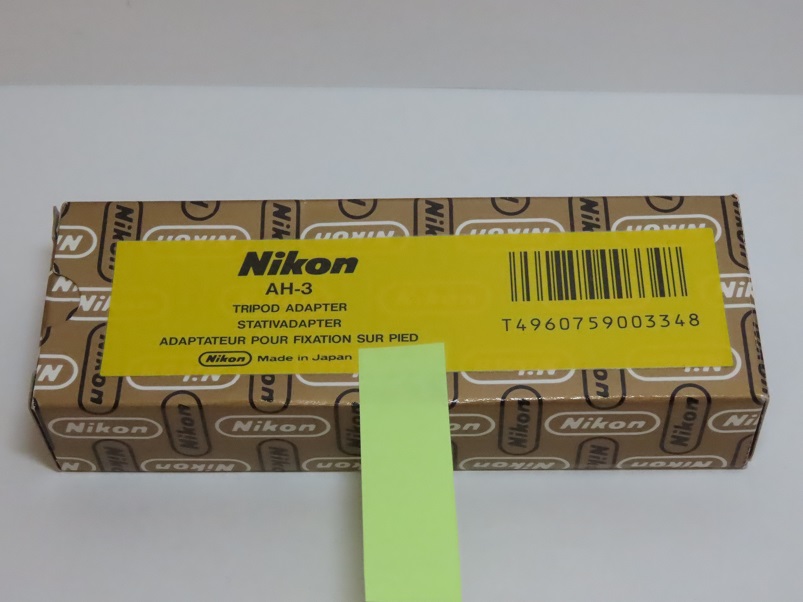 Nikon
AH-3
TRIPOD ADAPTER
STATIVADAPTER
ADAPTATEUR POUR FIXATION SUR PIED
Nikon Made in Japan
T4960759003348
Nikon Nikon Nikon Nikon Nikon